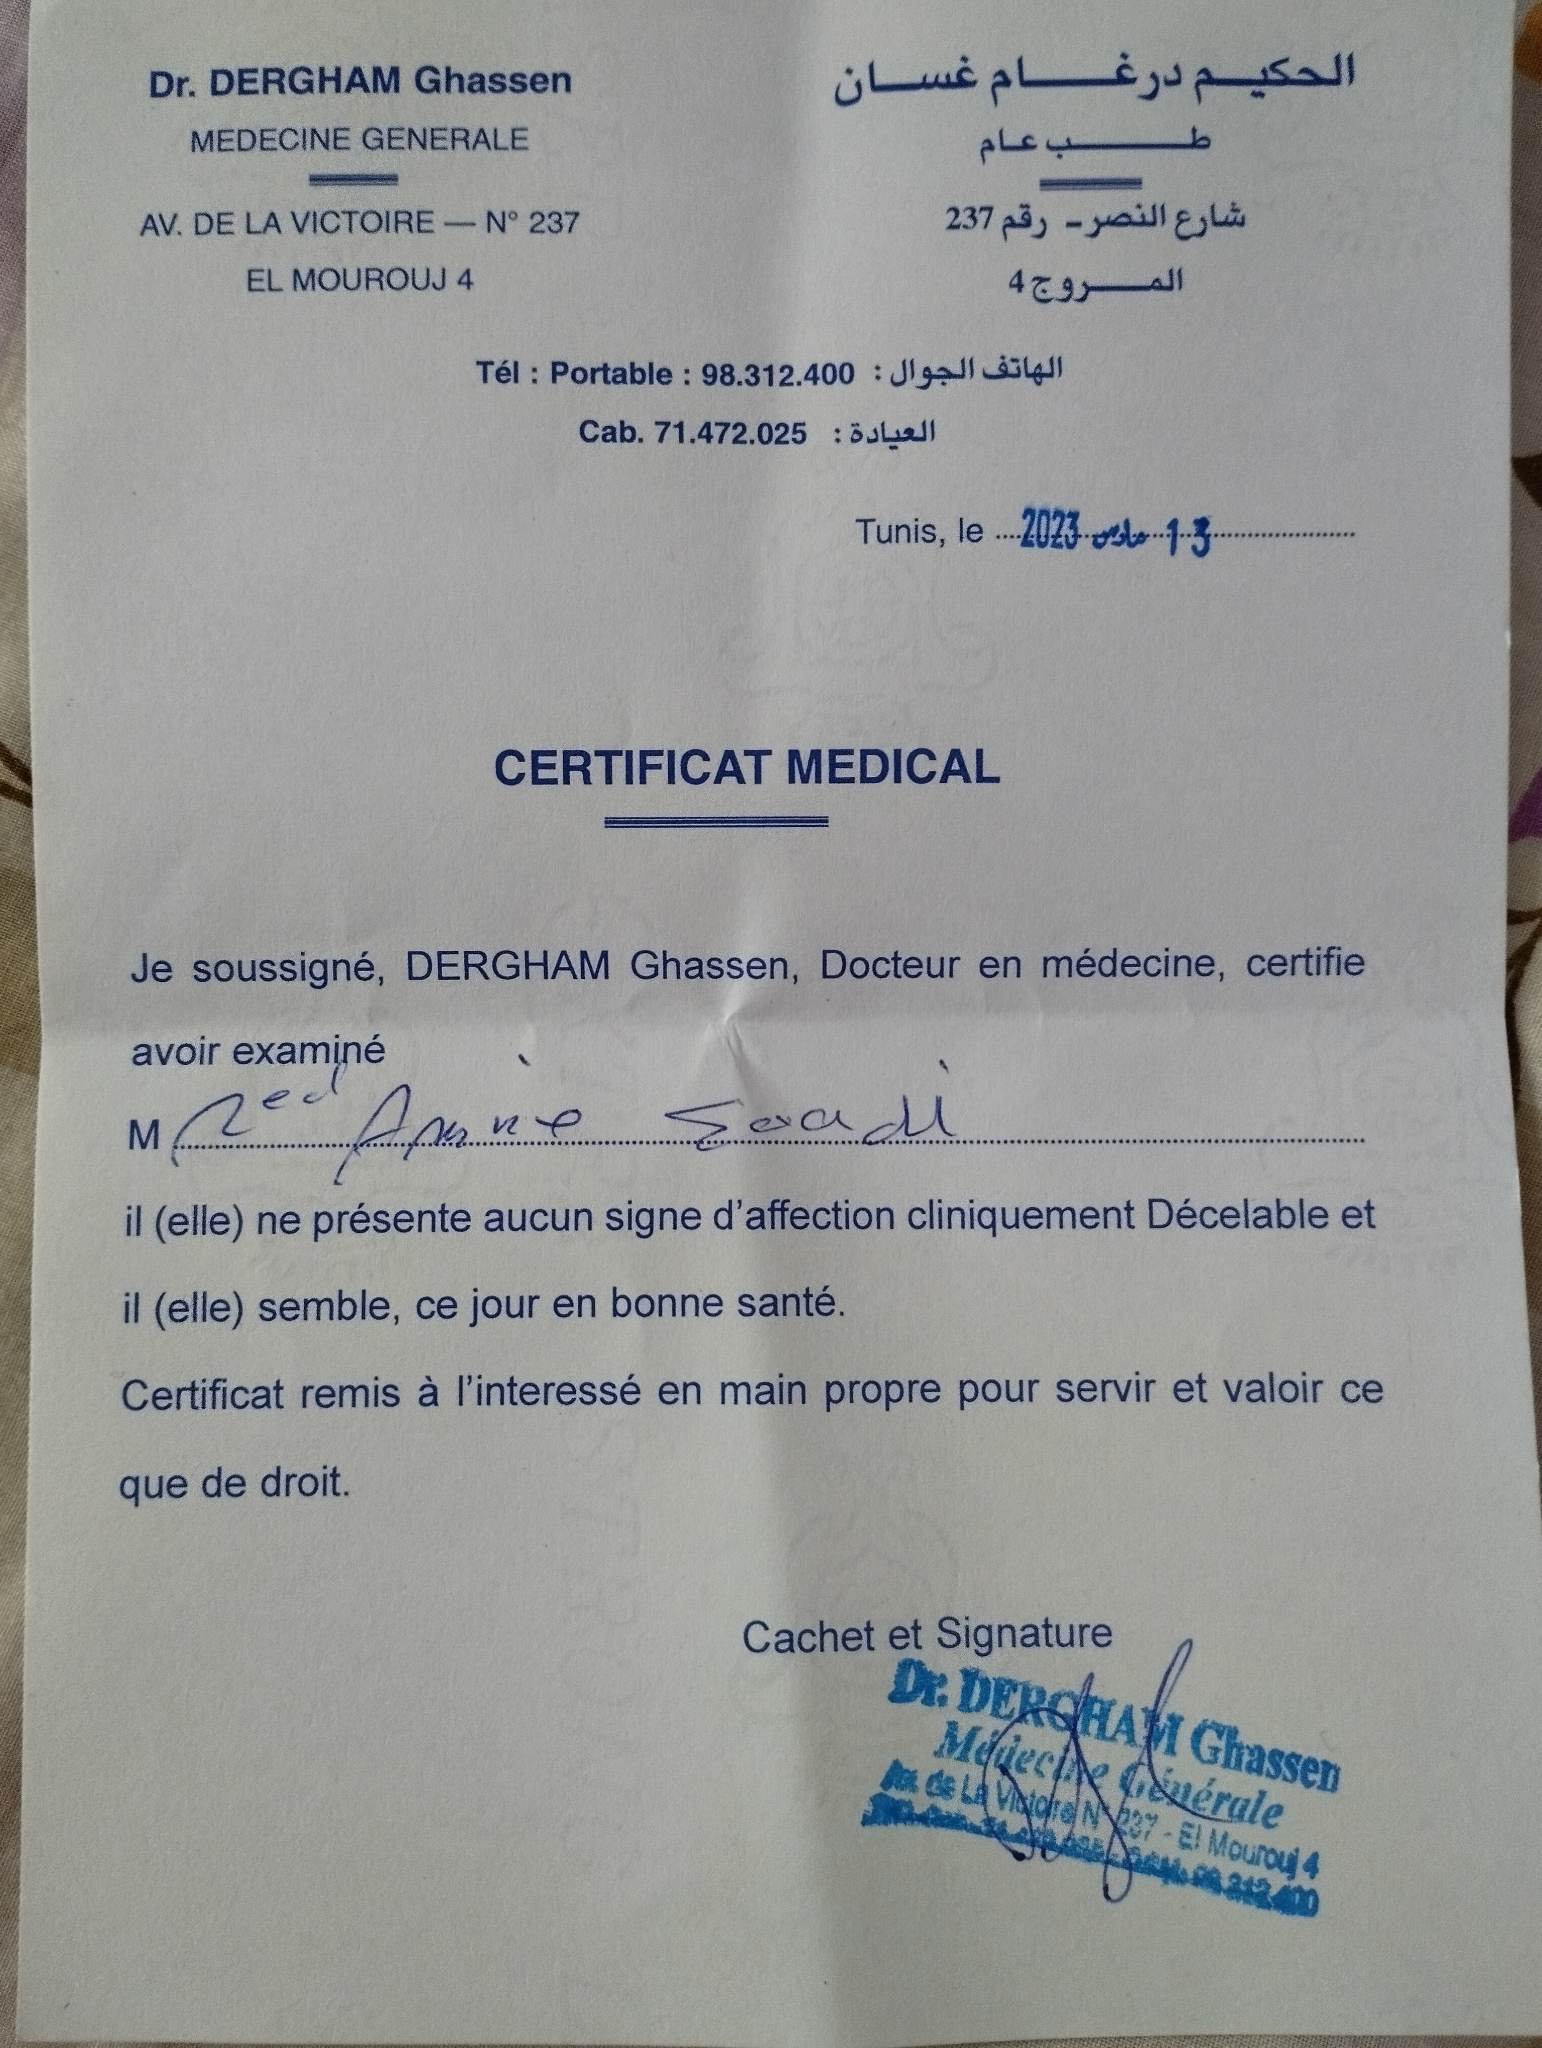 Dr. DERGHAM Ghassen
MEDECINE GENERALE
AV. DE LA VICTOIRE — N° 237
EL MOUROUJ 4
الحكيم درغام غسان
طب عام
شارع النصر - رقم 237
المروج 4
Tél : Portable : 98.312.400 : الهاتف الجوال
Cab. 71.472.025 : العيادة
Tunis, le 2023 مارس 13
CERTIFICAT MEDICAL
Je soussigné, DERGHAM Ghassen, Docteur en médecine, certifie
avoir examiné
M Amine Saadi
il (elle) ne présente aucun signe d'affection cliniquement Décelable et
il (elle) semble, ce jour en bonne santé.
Certificat remis à l'interessé en main propre pour servir et valoir ce
que de droit.
Cachet et Signature
Dr. DERGHAM Ghassen
Médecine Générale
Av. de La Victoire N° 237 - El Mourouj 4
98.312.400